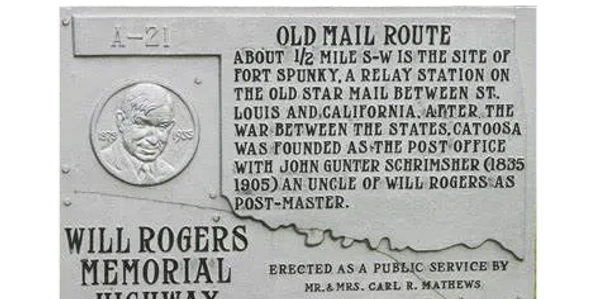 A-21
OLD MAIL ROUTE
ABOUT 1/2 MILE S-W IS THE SITE OF
FORT SPUNKY, A RELAY STATION ON
THE OLD STAR MAIL BETWEEN ST.
LOUIS AND CALIFORNIA. AFTER THE
WAR BETWEEN THE STATES, CATOOSA
WAS FOUNDED AS THE POST OFFICE
WITH JOHN GUNTER SCHRIMSHER (1835
1905) AN UNCLE OF WILL ROGERS AS
POST-MASTER.
1879 1935
WILL ROGERS
MEMORIAL
HIGHWAY
ERECTED AS A PUBLIC SERVICE BY
MR. & MRS. CARL R. MATHEWS